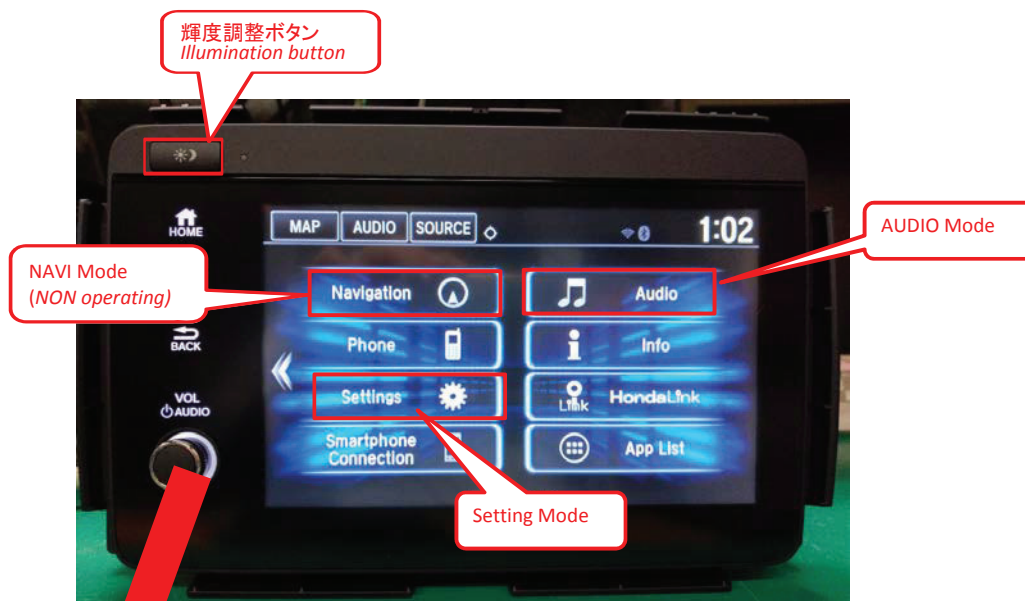 輝度調整ボタン
Illumination button
HOME
MAP
AUDIO
SOURCE
1:02
AUDIO Mode
NAVI Mode
(NON operating)
Navigation
Audio
BACK
Phone
Info
VOL
AUDIO
Settings
Link
HondaLink
Smartphone
Connection
App List
Setting Mode